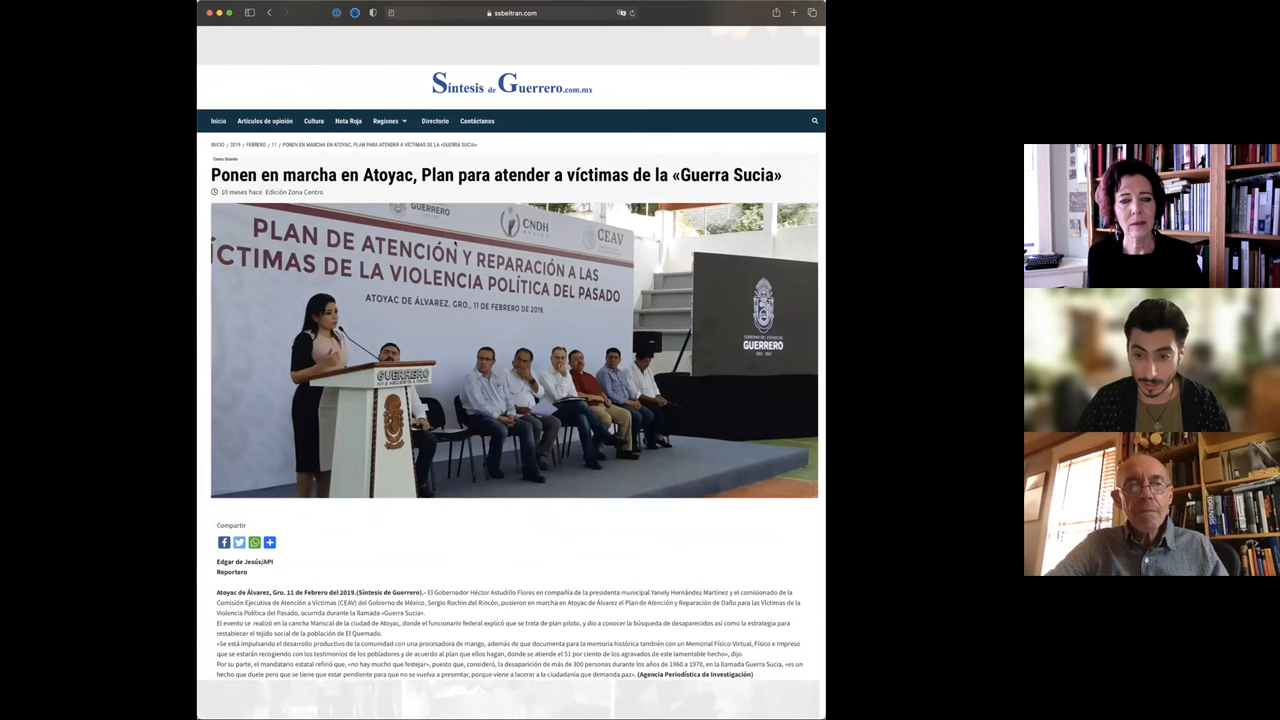 ssbeltran.com
Síntesis de Guerrero.com.mx
Inicio Artículos de opinión Cultura Nota Roja Regiones Directorio Contáctanos
INICIO / 2019 / FEBRERO / 11 / PONEN EN MARCHA EN ATOYAC, PLAN PARA ATENDER A VÍCTIMAS DE LA «GUERRA SUCIA»
Costa Grande
Ponen en marcha en Atoyac, Plan para atender a víctimas de la «Guerra Sucia»
10 meses hace Edición Zona Centro
GUERRERO
CNDH
MÉXICO
CEAV
PLAN DE ATENCIÓN Y REPARACIÓN A LAS
ÍCTIMAS DE LA VIOLENCIA POLÍTICA DEL PASADO
ATOYAC DE ÁLVAREZ, GRO., 11 DE FEBRERO DE 2019.
GUERRERO
GUERRERO
Compartir
Edgar de Jesús/API
Reportero
Atoyac de Álvarez, Gro. 11 de Febrero del 2019.(Síntesis de Guerrero).- El Gobernador Héctor Astudillo Flores en compañía de la presidenta municipal Yanely Hernández Martínez y el comisionado de la
Comisión Ejecutiva de Atención a Víctimas (CEAV) del Gobierno de México, Sergio Rochin del Rincón, pusieron en marcha en Atoyac de Álvarez el Plan de Atención y Reparación de Daño para las Víctimas de la
Violencia Política del Pasado, ocurrida durante la llamada «Guerra Sucia».
El evento se realizó en la cancha Mariscal de la ciudad de Atoyac, donde el funcionario federal explicó que se trata de plan piloto, y dio a conocer la búsqueda de desaparecidos así como la estrategia para
restablecer el tejido social de la población de El Quemado.
«Se está impulsando el desarrollo productivo de la comunidad con una procesadora de mango, además de que documenta para la memoria histórica también con un Memorial Físico-Virtual, Físico e Impreso
que se estarán recogiendo con los testimonios de los pobladores y de acuerdo al plan que ellos hagan, donde se atiende el 51 por ciento de los agravados de este lamentable hecho», dijo.
Por su parte, el mandatario estatal refirió que, «no hay mucho que festejar», puesto que, consideró, la desaparición de más de 300 personas durante los años de 1960 a 1970, en la llamada Guerra Sucia, «es un
hecho que duele pero que se tiene que estar pendiente para que no se vuelva a presentar, porque viene a lacerar a la ciudadanía que demanda paz». (Agencia Periodística de Investigación)